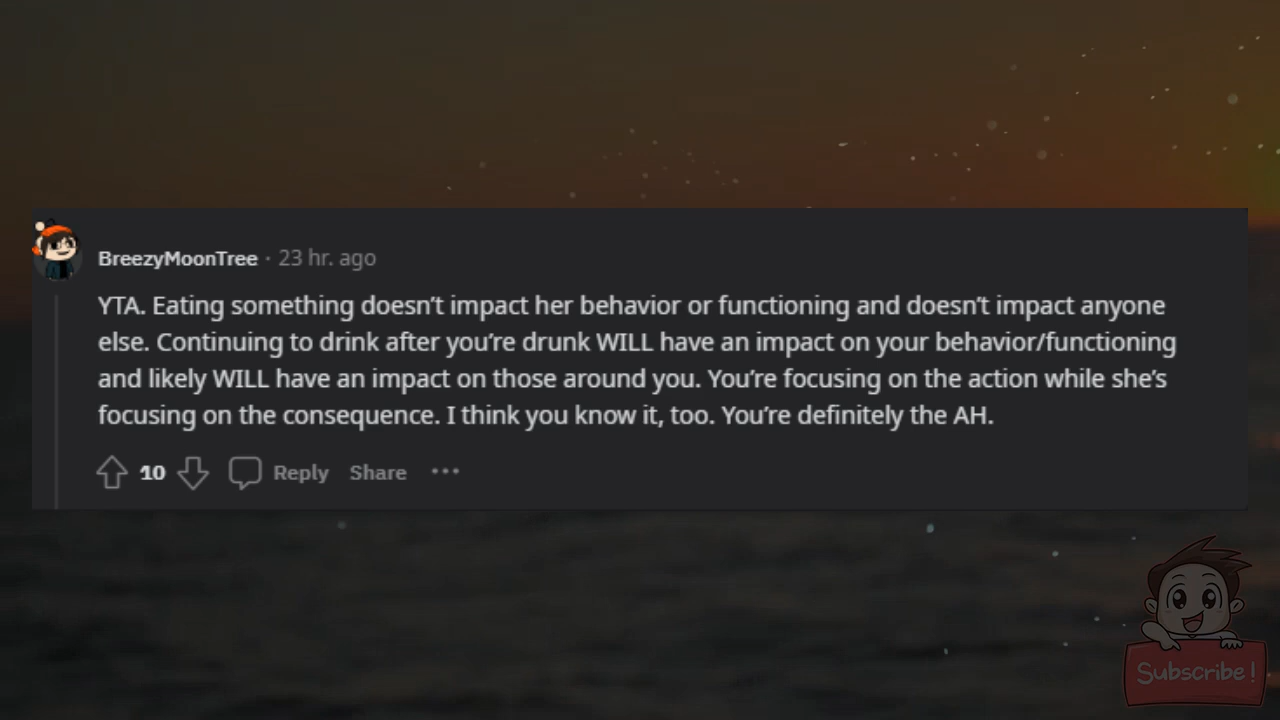 BreezyMoonTree · 23 hr. ago
YTA. Eating something doesn’t impact her behavior or functioning and doesn’t impact anyone
else. Continuing to drink after you’re drunk WILL have an impact on your behavior/functioning
and likely WILL have an impact on those around you. You’re focusing on the action while she’s
focusing on the consequence. I think you know it, too. You’re definitely the AH.
10 Reply Share ···
Subscribe!